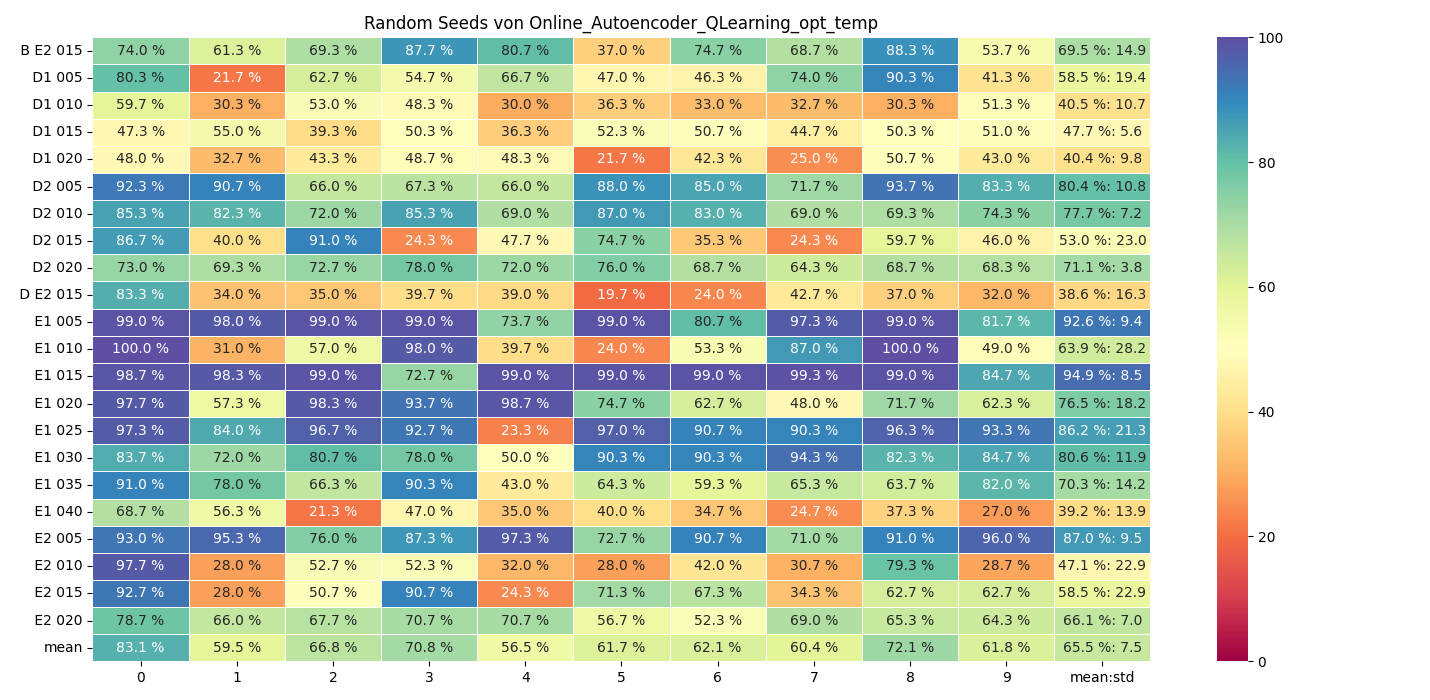 Random Seeds von Online_Autoencoder_QLearning_opt_temp
B E2 015 74.0 % 61.3 % 69.3 % 87.7 % 80.7 % 37.0 % 74.7 % 68.7 % 88.3 % 53.7 % 69.5 %: 14.9
D1 005 80.3 % 21.7 % 62.7 % 54.7 % 66.7 % 47.0 % 46.3 % 74.0 % 90.3 % 41.3 % 58.5 %: 19.4
D1 010 59.7 % 30.3 % 53.0 % 48.3 % 30.0 % 36.3 % 33.0 % 32.7 % 30.3 % 51.3 % 40.5 %: 10.7
D1 015 47.3 % 55.0 % 39.3 % 50.3 % 36.3 % 52.3 % 50.7 % 44.7 % 50.3 % 51.0 % 47.7 %: 5.6
D1 020 48.0 % 32.7 % 43.3 % 48.7 % 48.3 % 21.7 % 42.3 % 25.0 % 50.7 % 43.0 % 40.4 %: 9.8
D2 005 92.3 % 90.7 % 66.0 % 67.3 % 66.0 % 88.0 % 85.0 % 71.7 % 93.7 % 83.3 % 80.4 %: 10.8
D2 010 85.3 % 82.3 % 72.0 % 85.3 % 69.0 % 87.0 % 83.0 % 69.0 % 69.3 % 74.3 % 77.7 %: 7.2
D2 015 86.7 % 40.0 % 91.0 % 24.3 % 47.7 % 74.7 % 35.3 % 24.3 % 59.7 % 46.0 % 53.0 %: 23.0
D2 020 73.0 % 69.3 % 72.7 % 78.0 % 72.0 % 76.0 % 68.7 % 64.3 % 68.7 % 68.3 % 71.1 %: 3.8
D E2 015 83.3 % 34.0 % 35.0 % 39.7 % 39.0 % 19.7 % 24.0 % 42.7 % 37.0 % 32.0 % 38.6 %: 16.3
E1 005 99.0 % 98.0 % 99.0 % 99.0 % 73.7 % 99.0 % 80.7 % 97.3 % 99.0 % 81.7 % 92.6 %: 9.4
E1 010 100.0 % 31.0 % 57.0 % 98.0 % 39.7 % 24.0 % 53.3 % 87.0 % 100.0 % 49.0 % 63.9 %: 28.2
E1 015 98.7 % 98.3 % 99.0 % 72.7 % 99.0 % 99.0 % 99.0 % 99.3 % 99.0 % 84.7 % 94.9 %: 8.5
E1 020 97.7 % 57.3 % 98.3 % 93.7 % 98.7 % 74.7 % 62.7 % 48.0 % 71.7 % 62.3 % 76.5 %: 18.2
E1 025 97.3 % 84.0 % 96.7 % 92.7 % 23.3 % 97.0 % 90.7 % 90.3 % 96.3 % 93.3 % 86.2 %: 21.3
E1 030 83.7 % 72.0 % 80.7 % 78.0 % 50.0 % 90.3 % 90.3 % 94.3 % 82.3 % 84.7 % 80.6 %: 11.9
E1 035 91.0 % 78.0 % 66.3 % 90.3 % 43.0 % 64.3 % 59.3 % 65.3 % 63.7 % 82.0 % 70.3 %: 14.2
E1 040 68.7 % 56.3 % 21.3 % 47.0 % 35.0 % 40.0 % 34.7 % 24.7 % 37.3 % 27.0 % 39.2 %: 13.9
E2 005 93.0 % 95.3 % 76.0 % 87.3 % 97.3 % 72.7 % 90.7 % 71.0 % 91.0 % 96.0 % 87.0 %: 9.5
E2 010 97.7 % 28.0 % 52.7 % 52.3 % 32.0 % 28.0 % 42.0 % 30.7 % 79.3 % 28.7 % 47.1 %: 22.9
E2 015 92.7 % 28.0 % 50.7 % 90.7 % 24.3 % 71.3 % 67.3 % 34.3 % 62.7 % 62.7 % 58.5 %: 22.9
E2 020 78.7 % 66.0 % 67.7 % 70.7 % 70.7 % 56.7 % 52.3 % 69.0 % 65.3 % 64.3 % 66.1 %: 7.0
mean 83.1 % 59.5 % 66.8 % 70.8 % 56.5 % 61.7 % 62.1 % 60.4 % 72.1 % 61.8 % 65.5 %: 7.5
0 1 2 3 4 5 6 7 8 9 mean:std
100
80
60
40
20
0